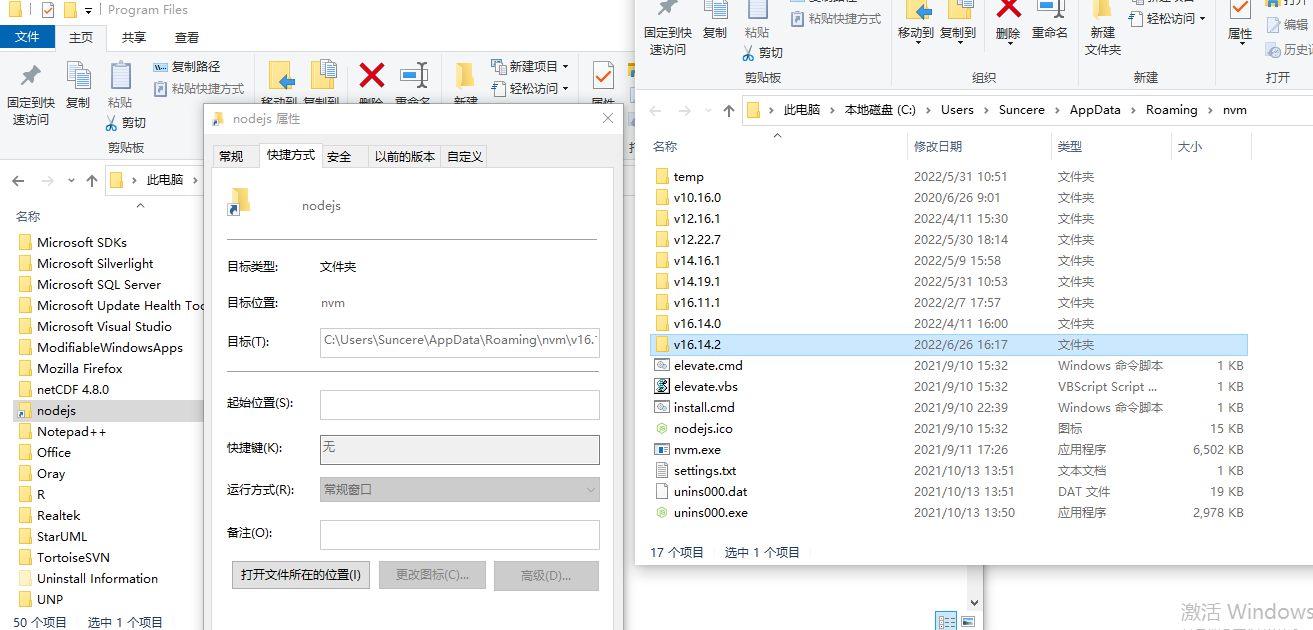 Program Files
文件
主页
共享
查看
固定到快
速访问
复制
粘贴
复制路径
粘贴快捷方式
剪切
剪贴板
新建项目
轻松访问
此电脑
名称
Microsoft SDKs
Microsoft Silverlight
Microsoft SQL Server
Microsoft Update Health Too
Microsoft Visual Studio
ModifiableWindowsApps
Mozilla Firefox
netCDF 4.8.0
nodejs
Notepad++
Office
Oray
R
Realtek
StarUML
TortoiseSVN
Uninstall Information
UNP
50 个项目 选中 1 个项目
nodejs 属性
常规
快捷方式
安全
以前的版本
自定义
nodejs
目标类型: 文件夹
目标位置: nvm
目标(T): C:\Users\Suncere\AppData\Roaming\nvm\v16.
起始位置(S):
快捷键(K): 无
运行方式(R): 常规窗口
备注(O):
打开文件所在的位置(I)
更改图标(C)...
高级(D)...
固定到快
速访问
复制
粘贴
粘贴快捷方式
剪切
剪贴板
移动到
复制到
删除
重命名
组织
新建
文件夹
轻松访问
新建
属性
编辑
打开
此电脑 本地磁盘 (C:) Users Suncere AppData Roaming nvm
名称 修改日期 类型 大小
temp 2022/5/31 10:51 文件夹
v10.16.0 2020/6/26 9:01 文件夹
v12.16.1 2022/4/11 15:30 文件夹
v12.22.7 2022/5/30 18:14 文件夹
v14.16.1 2022/5/9 15:58 文件夹
v14.19.1 2022/5/31 10:53 文件夹
v16.11.1 2022/2/7 17:57 文件夹
v16.14.0 2022/4/11 16:00 文件夹
v16.14.2 2022/6/26 16:17 文件夹
elevate.cmd 2021/9/10 15:32 Windows 命令脚本 1 KB
elevate.vbs 2021/9/10 15:32 VBScript Script ... 1 KB
install.cmd 2021/9/10 22:39 Windows 命令脚本 1 KB
nodejs.ico 2021/9/10 15:32 图标 15 KB
nvm.exe 2021/9/11 17:26 应用程序 6,502 KB
settings.txt 2021/10/13 13:51 文本文档 1 KB
unins000.dat 2021/10/13 13:51 DAT 文件 19 KB
unins000.exe 2021/10/13 13:50 应用程序 2,978 KB
17 个项目 选中 1 个项目
激活 Windows